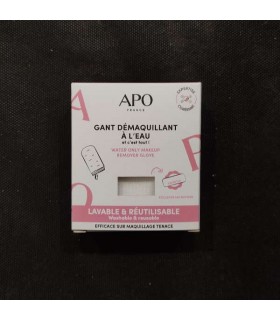 APO
FRANCE
GANT DÉMAQUILLANT
À L'EAU
et c'est tout !
WATER ONLY MAKEUP
REMOVER GLOVE
LAVABLE & RÉUTILISABLE
Washable & reusable
EFFICACE SUR MAQUILLAGE TENACE